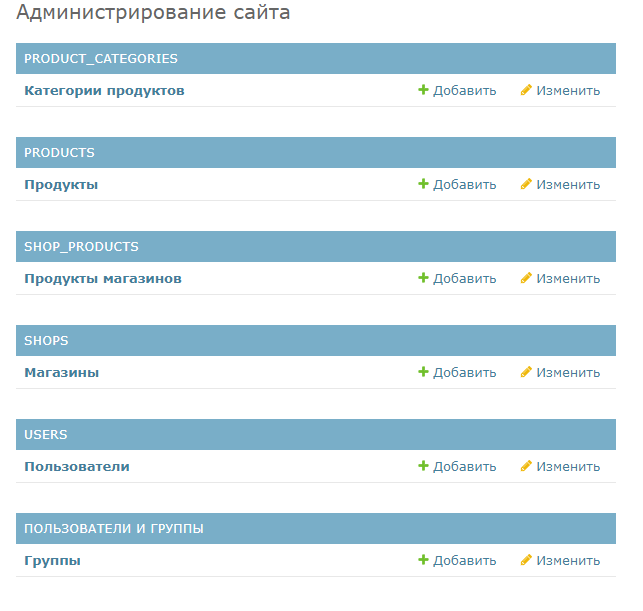 Администрирование сайта
PRODUCT_CATEGORIES
Категории продуктов Добавить Изменить
PRODUCTS
Продукты Добавить Изменить
SHOP_PRODUCTS
Продукты магазинов Добавить Изменить
SHOPS
Магазины Добавить Изменить
USERS
Пользователи Добавить Изменить
ПОЛЬЗОВАТЕЛИ И ГРУППЫ
Группы Добавить Изменить